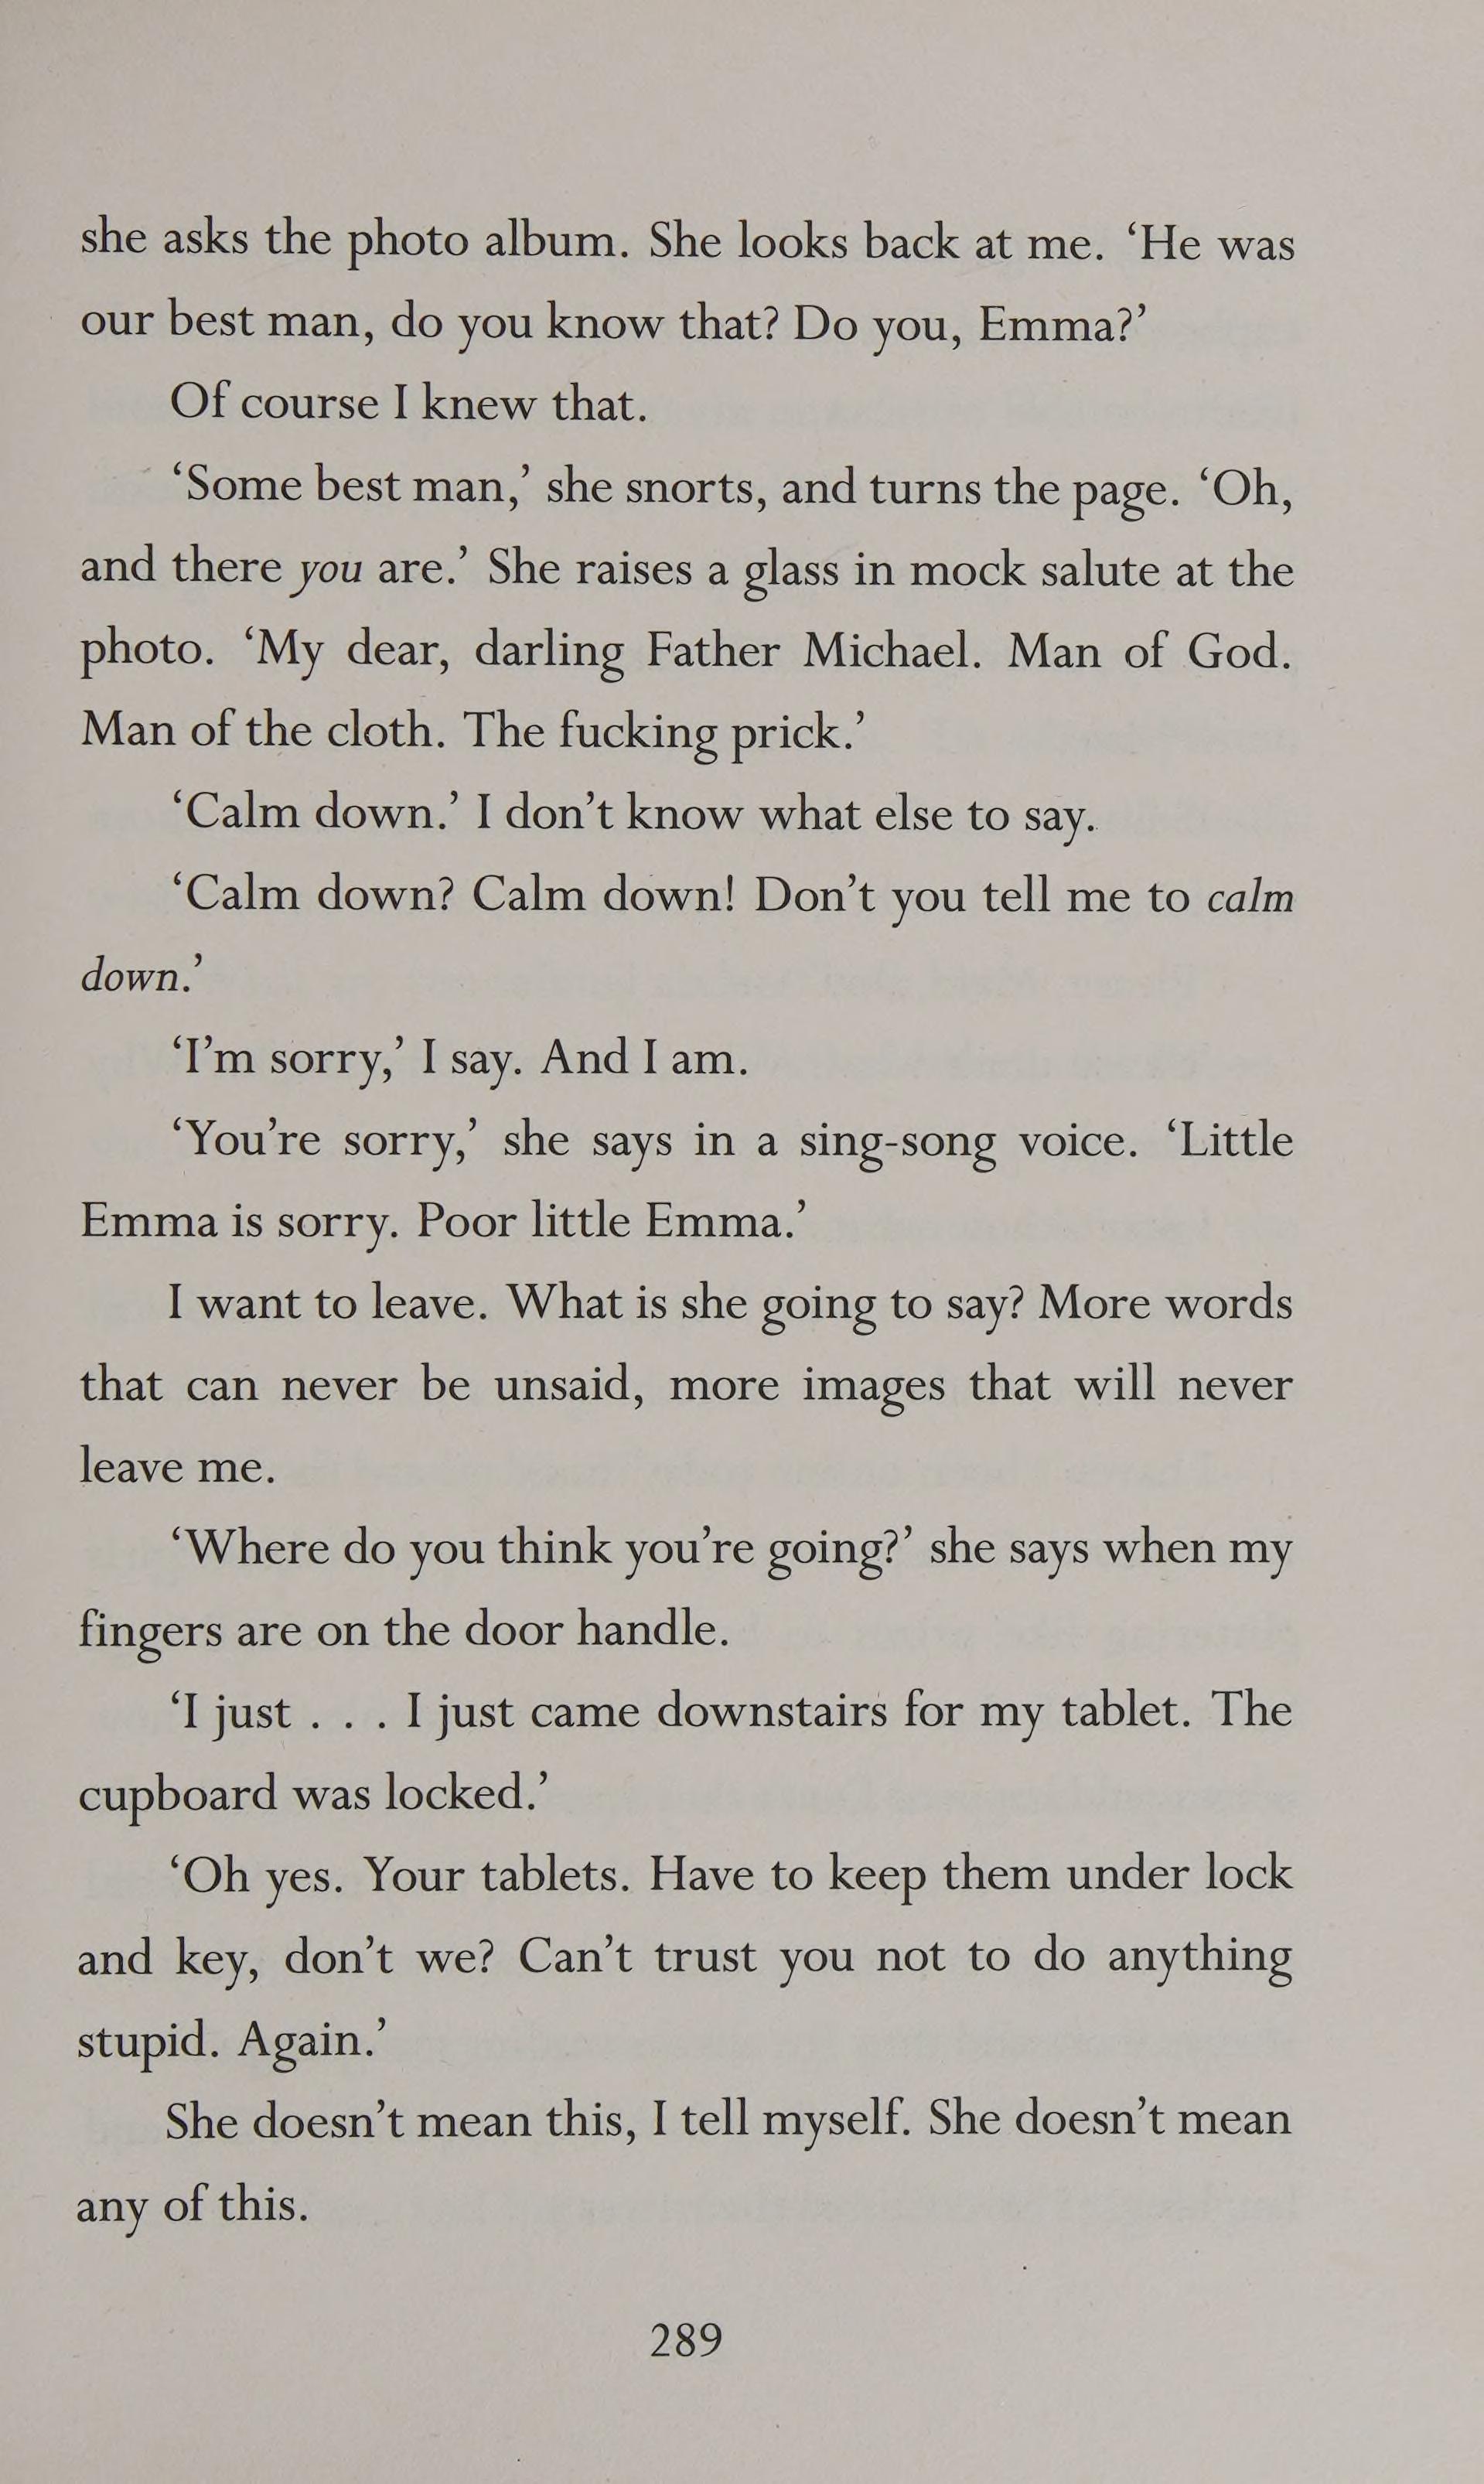 she asks the photo album. She looks back at me. ‘He was
our best man, do you know that? Do you, Emma?’
Of course I knew that.
‘Some best man,’ she snorts, and turns the page. ‘Oh,
and there you are.’ She raises a glass in mock salute at the
photo. ‘My dear, darling Father Michael. Man of God.
Man of the cloth. The fucking prick.’
‘Calm down.’ I don’t know what else to say.
‘Calm down? Calm down! Don’t you tell me to calm
down.’
‘I’m sorry,’ I say. And I am.
‘You’re sorry,’ she says in a sing-song voice. ‘Little
Emma is sorry. Poor little Emma.’
I want to leave. What is she going to say? More words
that can never be unsaid, more images that will never
leave me.
‘Where do you think you’re going?’ she says when my
fingers are on the door handle.
‘I just . . . I just came downstairs for my tablet. The
cupboard was locked.’
‘Oh yes. Your tablets. Have to keep them under lock
and key, don’t we? Can’t trust you not to do anything
stupid. Again.’
She doesn’t mean this, I tell myself. She doesn’t mean
any of this.
289